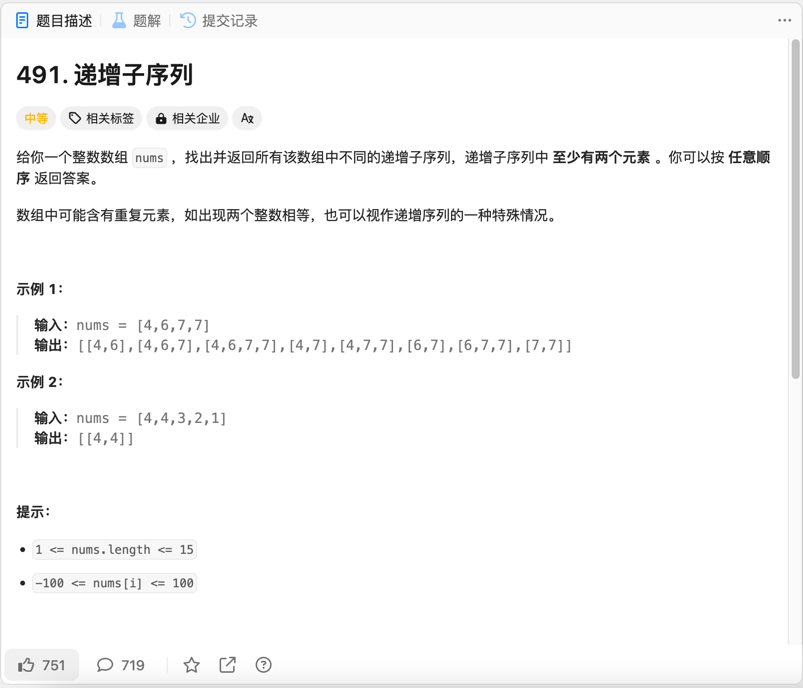 题目描述 题解 提交记录
491. 递增子序列
中等 相关标签 相关企业 A文
给你一个整数数组 nums ，找出并返回所有该数组中不同的递增子序列，递增子序列中 至少有两个元素 。你可以按 任意顺
序 返回答案。
数组中可能含有重复元素，如出现两个整数相等，也可以视作递增序列的一种特殊情况。
示例 1：
输入：nums = [4,6,7,7]
输出：[[4,6],[4,6,7],[4,6,7,7],[4,7],[4,7,7],[6,7],[6,7,7],[7,7]]
示例 2：
输入：nums = [4,4,3,2,1]
输出：[[4,4]]
提示：
• 1 <= nums.length <= 15
• -100 <= nums[i] <= 100
751 719